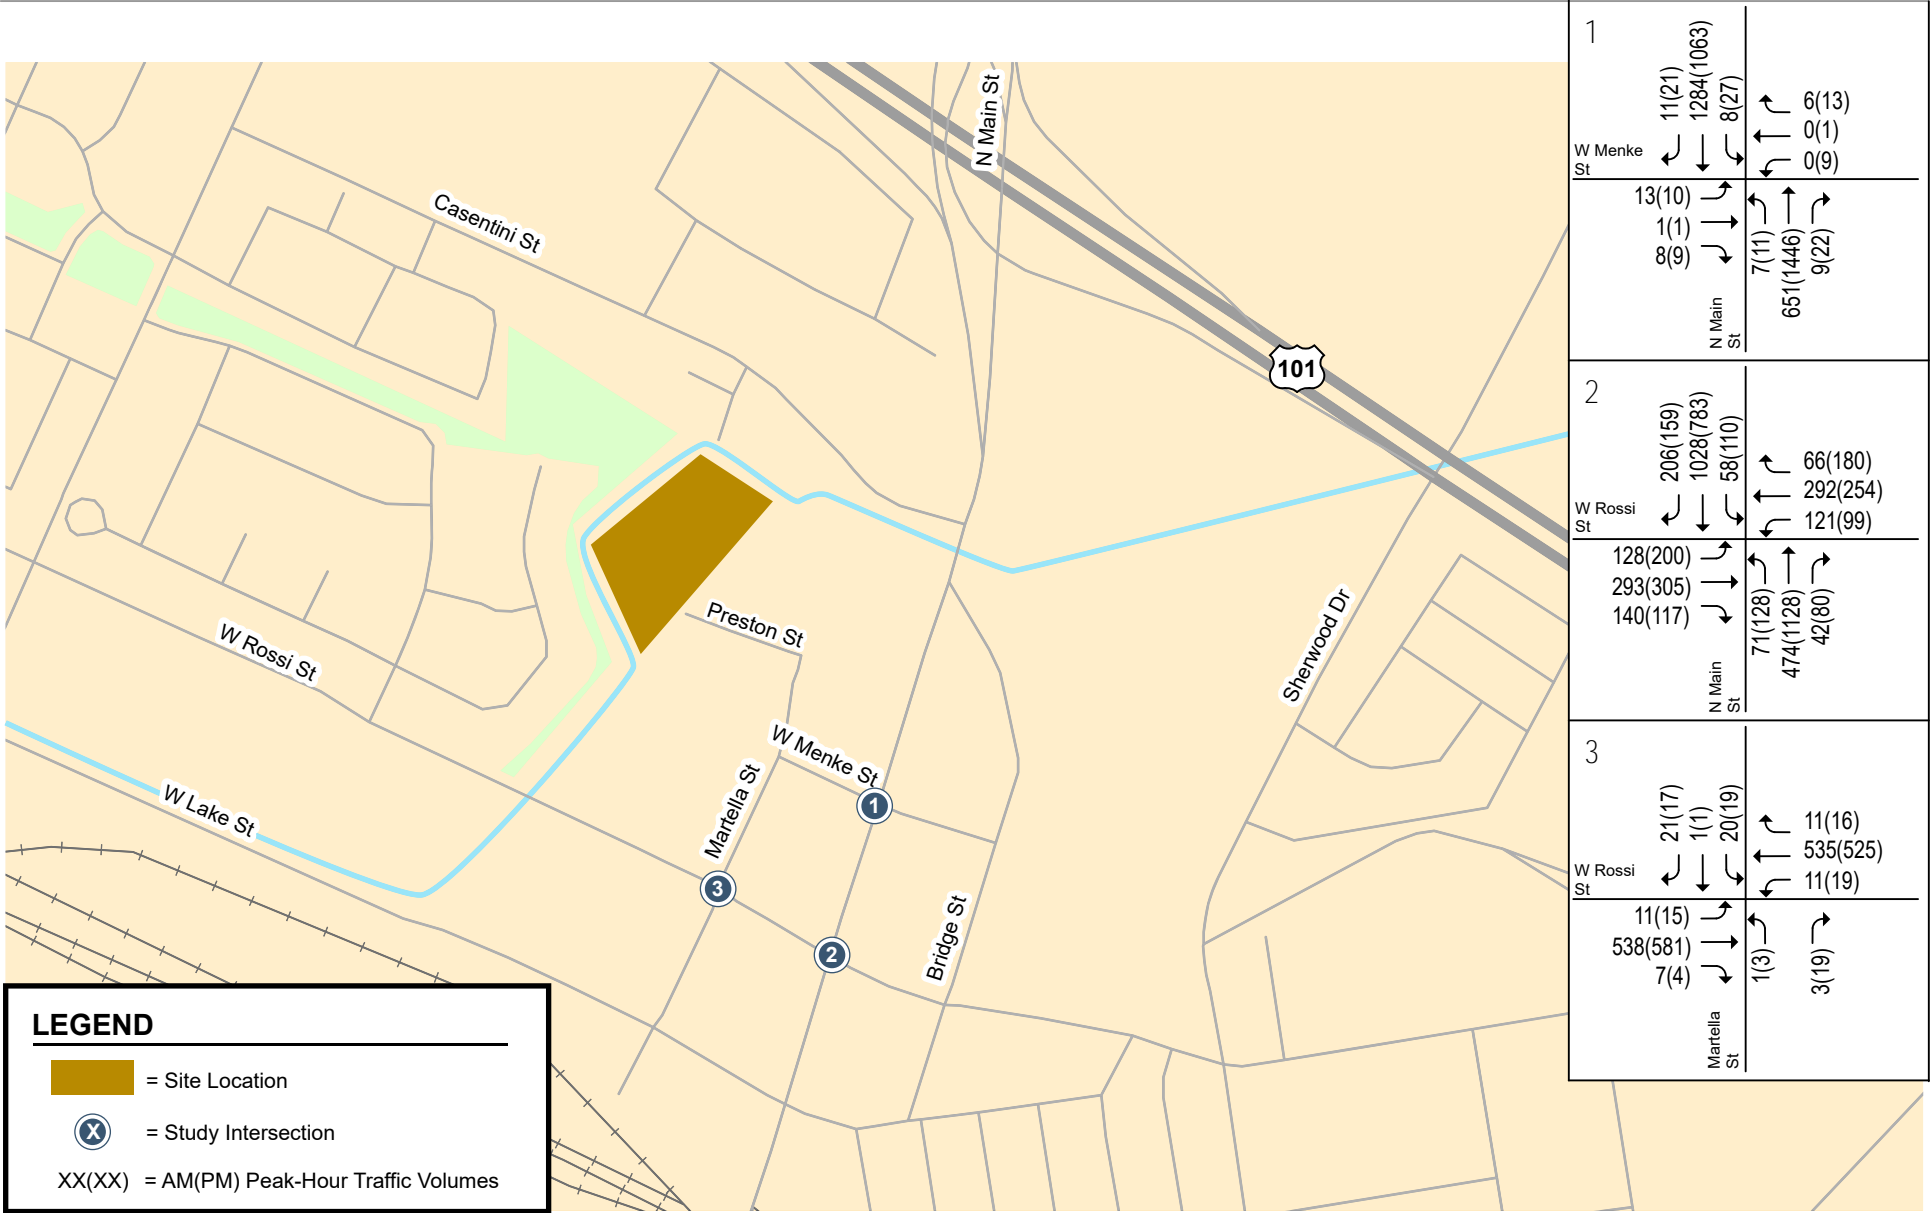 N Main St
Casentini St
101
Preston St
Sherwood Dr
W Rossi St
W Menke St
Martella St
W Lake St
Bridge St
1
3
2
LEGEND
= Site Location
X = Study Intersection
XX(XX) = AM(PM) Peak-Hour Traffic Volumes
1
11(21)
1284(1063)
8(27)
6(13)
0(1)
0(9)
W Menke
St
13(10)
1(1)
8(9)
7(11)
651(1446)
9(22)
N Main
St
2
206(159)
1028(783)
58(110)
66(180)
292(254)
121(99)
W Rossi
St
128(200)
293(305)
140(117)
71(128)
474(1128)
42(80)
N Main
St
3
21(17)
1(1)
20(19)
11(16)
535(525)
11(19)
W Rossi
St
11(15)
538(581)
7(4)
1(3)
3(19)
Martella
St